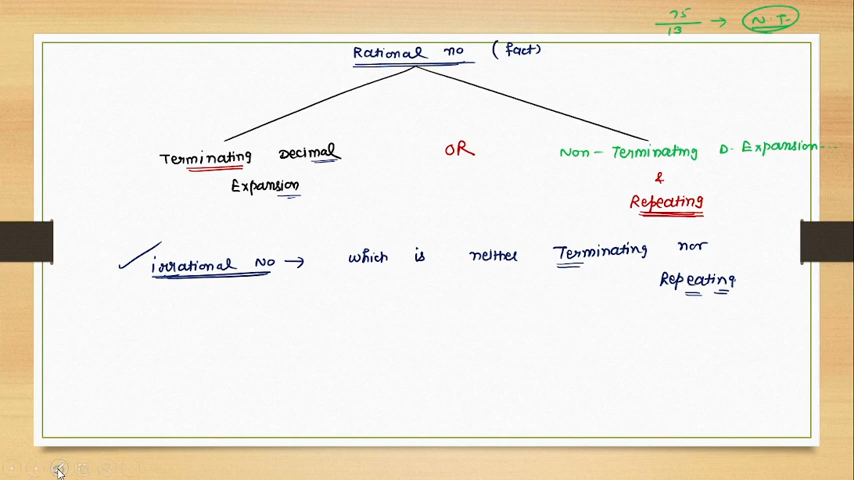 75/13 → N.T.
Rational no (fact)
Terminating Decimal OR Non-Terminating D. Expansion...
Expansion &
Repeating
✓ irrational No → which is neither Terminating nor
Repeating